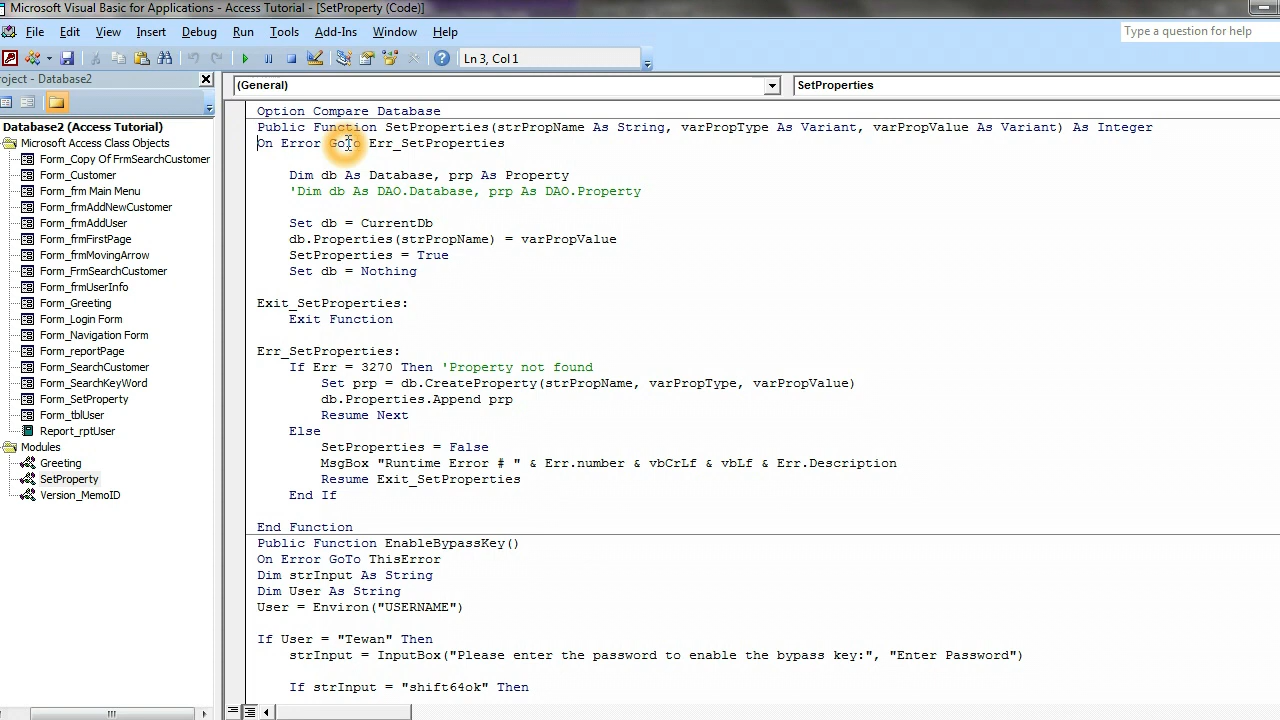 Microsoft Visual Basic for Applications - Access Tutorial - [SetProperty (Code)]
File Edit View Insert Debug Run Tools Add-Ins Window Help
Type a question for help
Ln 3, Col 1
roject - Database2
(General)
SetProperties
Database2 (Access Tutorial)
Microsoft Access Class Objects
Form_Copy Of FrmSearchCustomer
Form_Customer
Form_frm Main Menu
Form_frmAddNewCustomer
Form_frmAddUser
Form_frmFirstPage
Form_frmMovingArrow
Form_FrmSearchCustomer
Form_frmUserInfo
Form_Greeting
Form_Login Form
Form_Navigation Form
Form_reportPage
Form_SearchCustomer
Form_SearchKeyWord
Form_SetProperty
Form_tblUser
Report_rptUser
Modules
Greeting
SetProperty
Version_MemoID
Option Compare Database
Public Function SetProperties(strPropName As String, varPropType As Variant, varPropValue As Variant) As Integer
On Error GoTo Err_SetProperties
Dim db As Database, prp As Property
'Dim db As DAO.Database, prp As DAO.Property
Set db = CurrentDb
db.Properties(strPropName) = varPropValue
SetProperties = True
Set db = Nothing
Exit_SetProperties:
Exit Function
Err_SetProperties:
If Err = 3270 Then 'Property not found
Set prp = db.CreateProperty(strPropName, varPropType, varPropValue)
db.Properties.Append prp
Resume Next
Else
SetProperties = False
MsgBox "Runtime Error # " & Err.number & vbCrLf & vbLf & Err.Description
Resume Exit_SetProperties
End If
End Function
Public Function EnableBypassKey()
On Error GoTo ThisError
Dim strInput As String
Dim User As String
User = Environ("USERNAME")
If User = "Tewan" Then
strInput = InputBox("Please enter the password to enable the bypass key:", "Enter Password")
If strInput = "shift64ok" Then